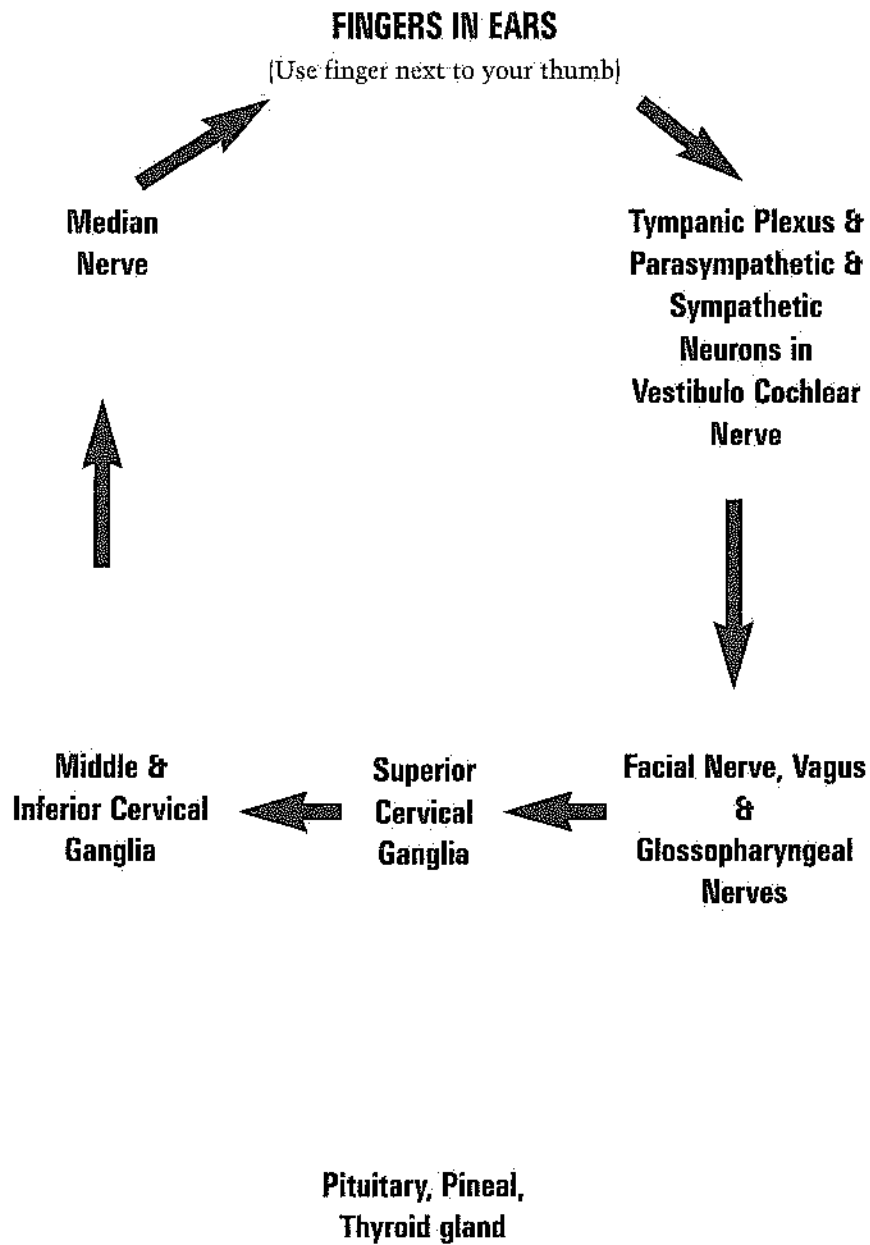 FINGERS IN EARS
(Use finger next to your thumb)
Median
Nerve
Tympanic Plexus &
Parasympathetic &
Sympathetic
Neurons in
Vestibulo Cochlear
Nerve
Facial Nerve, Vagus
&
Glossopharyngeal
Nerves
Superior
Cervical
Ganglia
Middle &
Inferior Cervical
Ganglia
Pituitary, Pineal,
Thyroid gland